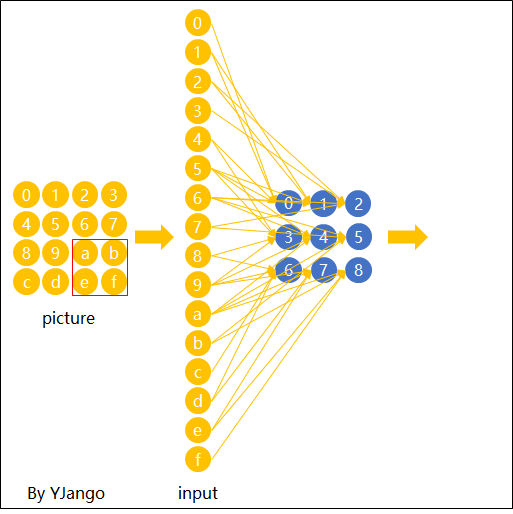 0 1 2 3
4 5 6 7
8 9 a b
c d e f
picture
0
1
2
3
4
5
6
7
8
9
a
b
c
d
e
f
input
0 1 2
3 4 5
6 7 8
By YJango